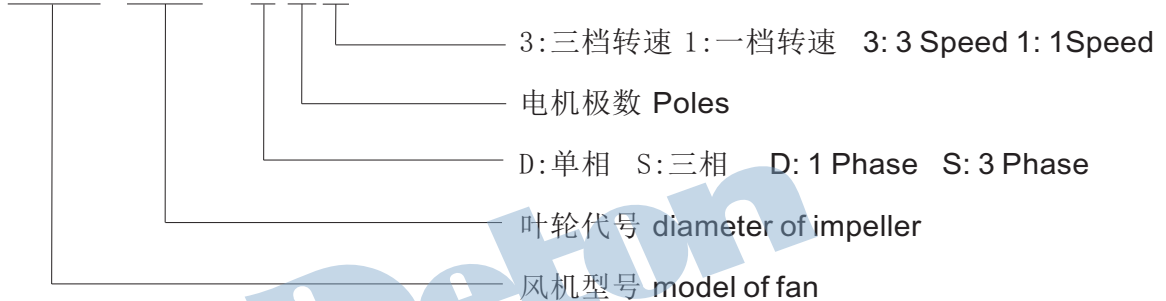 3:三档转速 1:一档转速 3: 3 Speed 1: 1Speed
电机极数 Poles
D:单相 S:三相 D: 1 Phase S: 3 Phase
叶轮代号 diameter of impeller
风机型号 model of fan
Deton